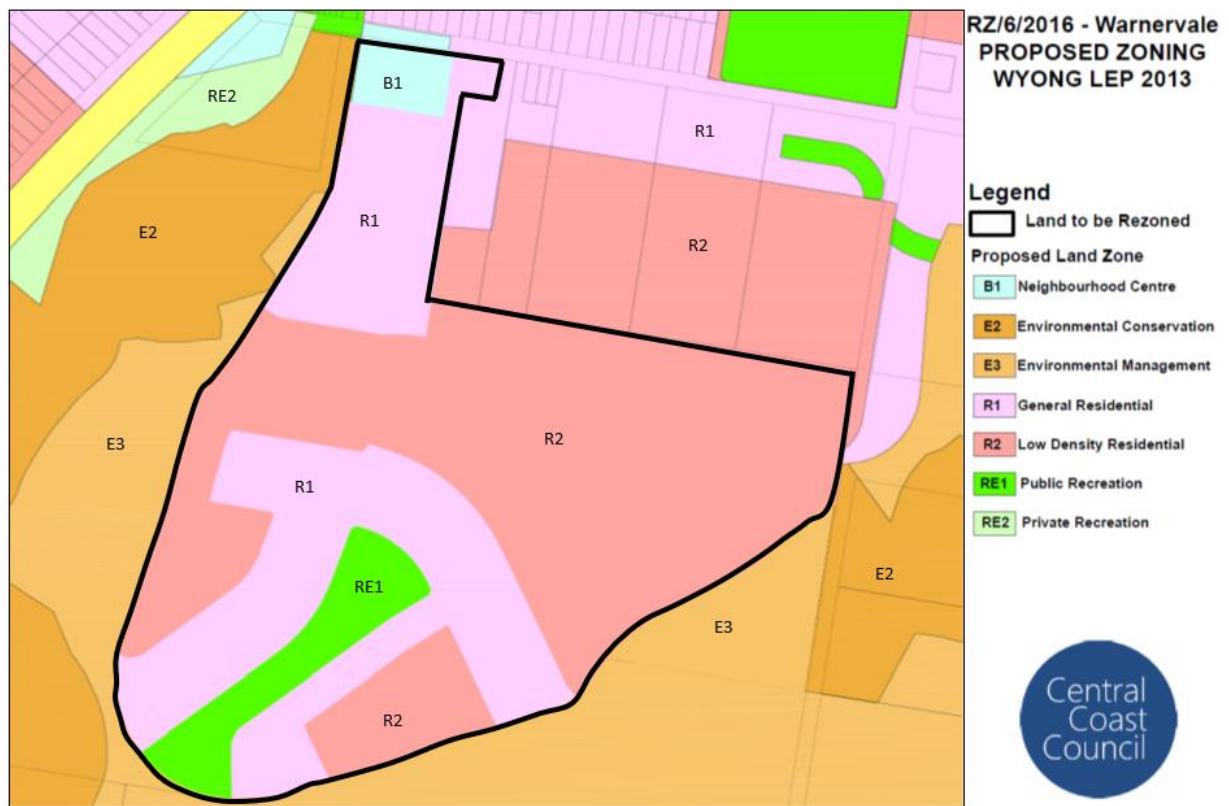 RZ/6/2016 - Warnervale
PROPOSED ZONING
WYONG LEP 2013
Legend
Land to be Rezoned
Proposed Land Zone
B1 Neighbourhood Centre
E2 Environmental Conservation
E3 Environmental Management
R1 General Residential
R2 Low Density Residential
RE1 Public Recreation
RE2 Private Recreation
Central
Coast
Council
B1
RE2
R1
R1
E2
R2
E3
R2
R1
RE1
E2
E3
R2